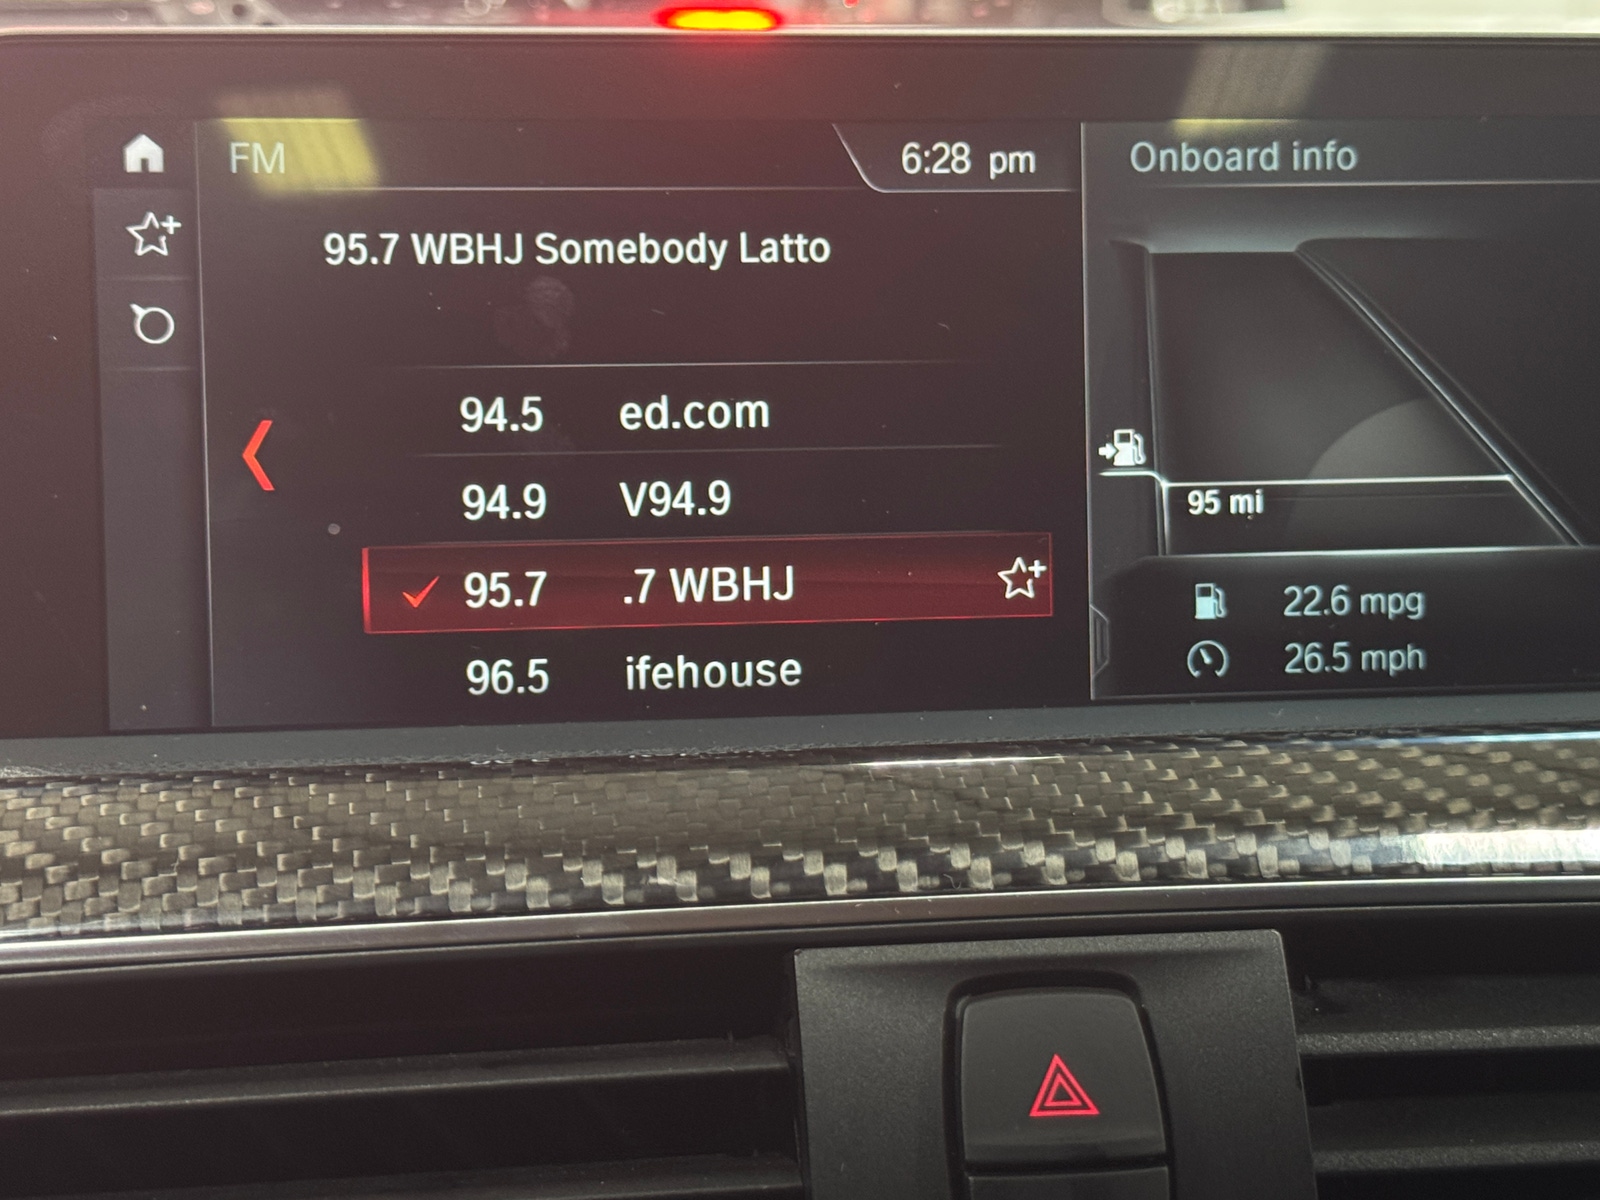 FM
6:28 pm
Onboard info
95.7 WBHJ Somebody Latto
94.5 ed.com
94.9 V94.9
95.7 .7 WBHJ
96.5 ifehouse
95 mi
22.6 mpg
26.5 mph